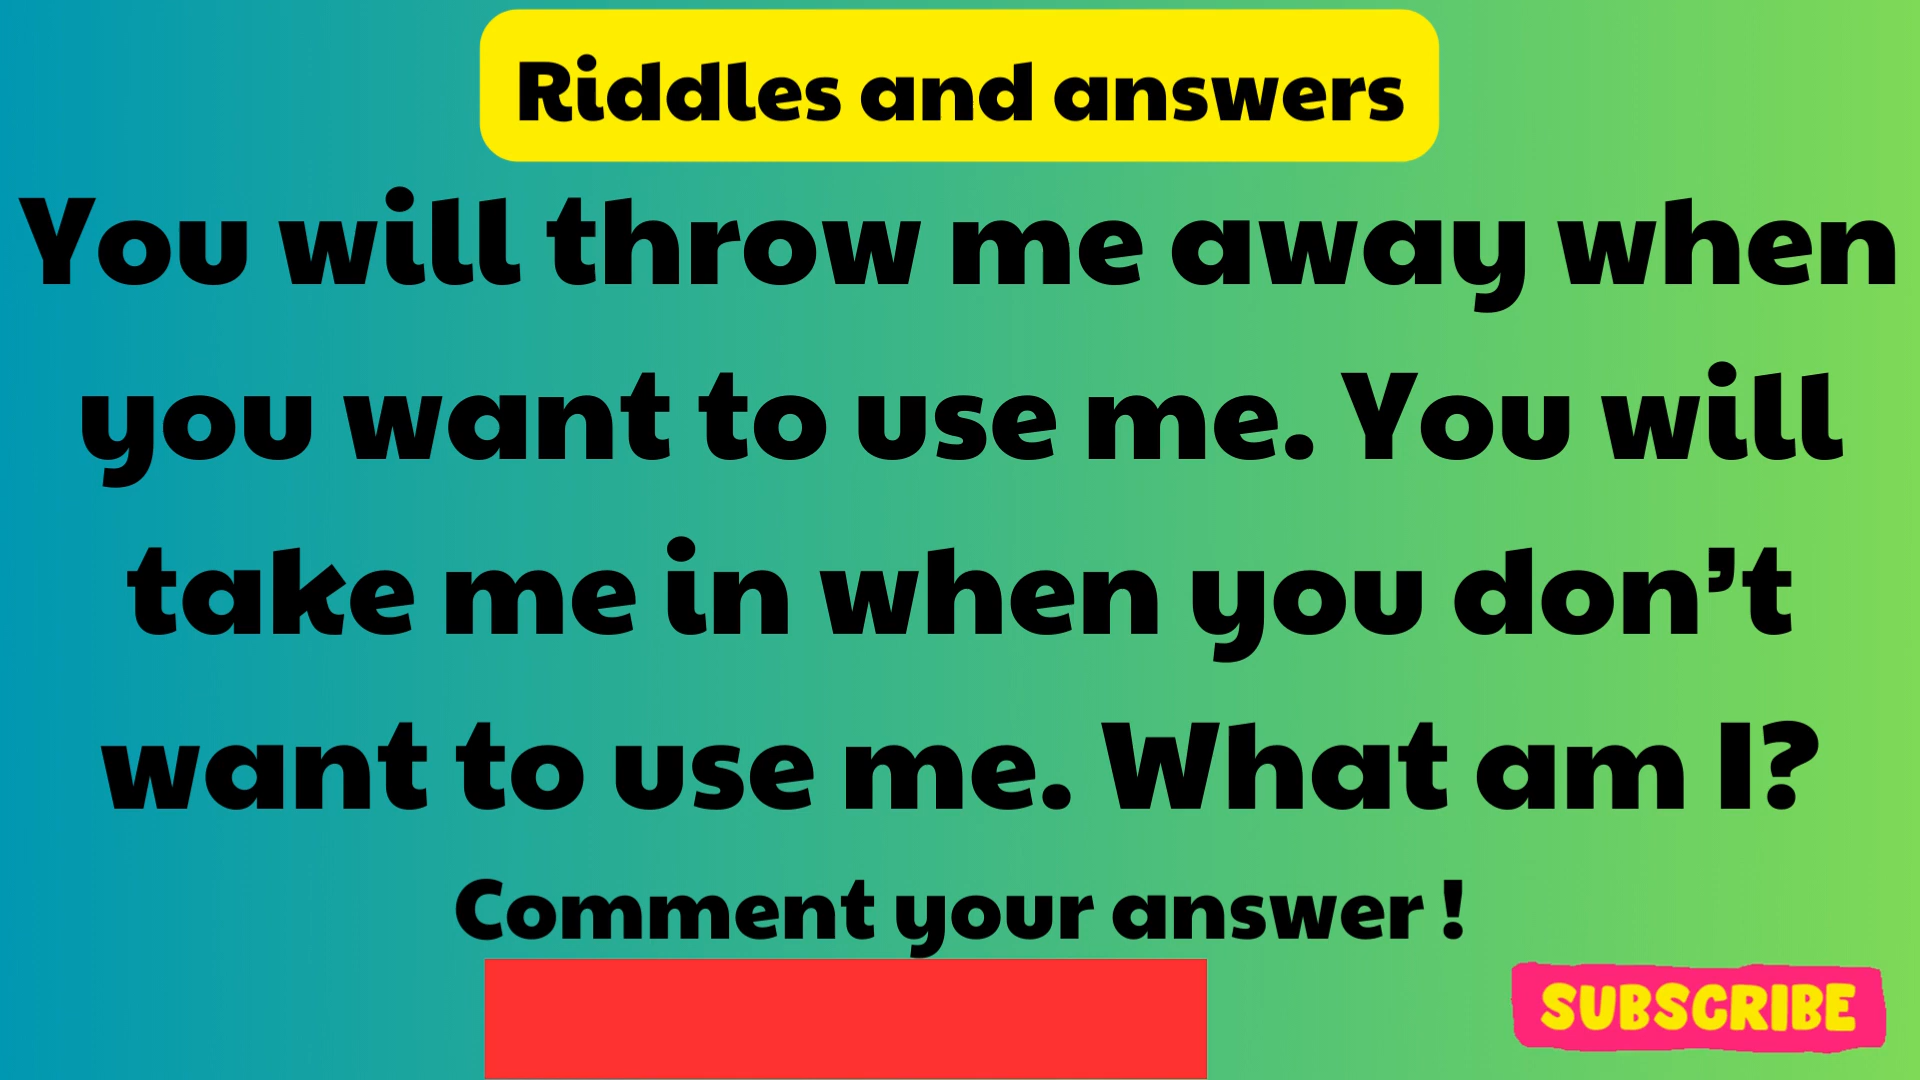 Riddles and answers
You will throw me away when
you want to use me. You will
take me in when you don’t
want to use me. What am I?
Comment your answer !
SUBSCRIBE